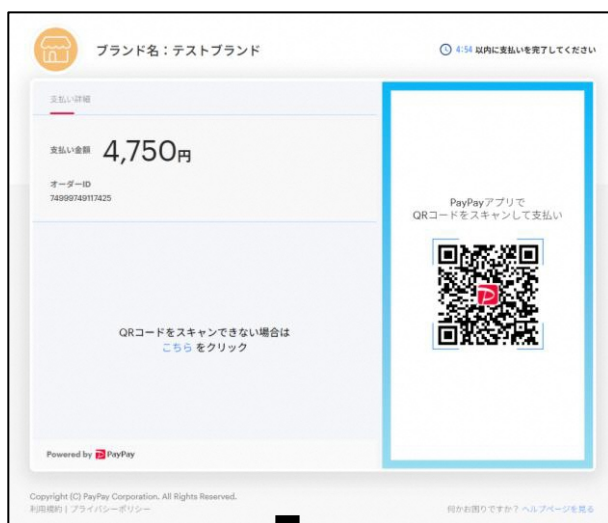 ブランド名：テストブランド
4:54 以内に支払いを完了してください
支払い詳細
支払い金額 4,750円
オーダーID
74999749117425
QRコードをスキャンできない場合は
こちら をクリック
Powered by PayPay
PayPayアプリで
QRコードをスキャンして支払い
Copyright (C) PayPay Corporation. All Rights Reserved.
利用規約 | プライバシーポリシー
何かお困りですか？ ヘルプページを見る